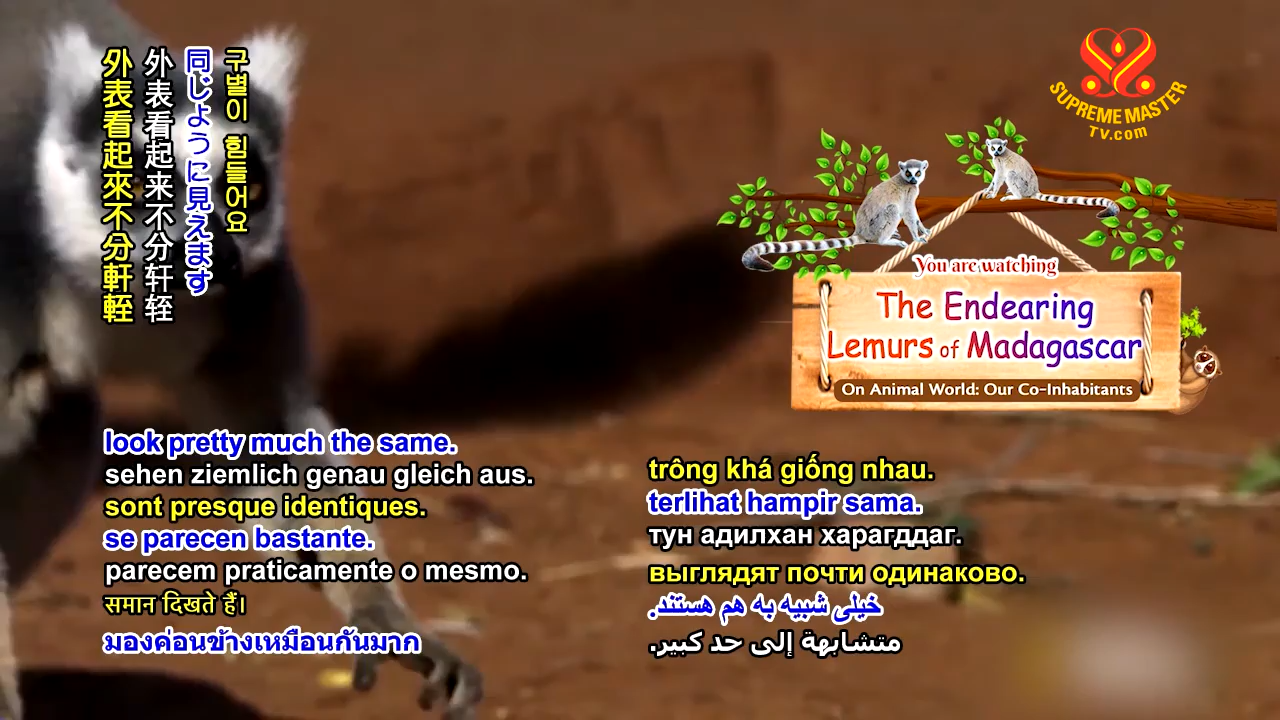 구별이 힘들어요
同じように見えます
外表看起来不分轩轾
外表看起來不分軒輊
SUPREME MASTER
TV.com
You are watching
The Endearing
Lemurs of Madagascar
On Animal World: Our Co-Inhabitants
look pretty much the same.
sehen ziemlich genau gleich aus.
sont presque identiques.
se parecen bastante.
parecem praticamente o mesmo.
समान दिखते हैं।
มองค่อนข้างเหมือนกันมาก
trông khá giống nhau.
terlihat hampir sama.
тун адилхан харагддаг.
выглядят почти одинаково.
خیلی شبیه به هم هستند.
متشابهة إلى حد كبير.